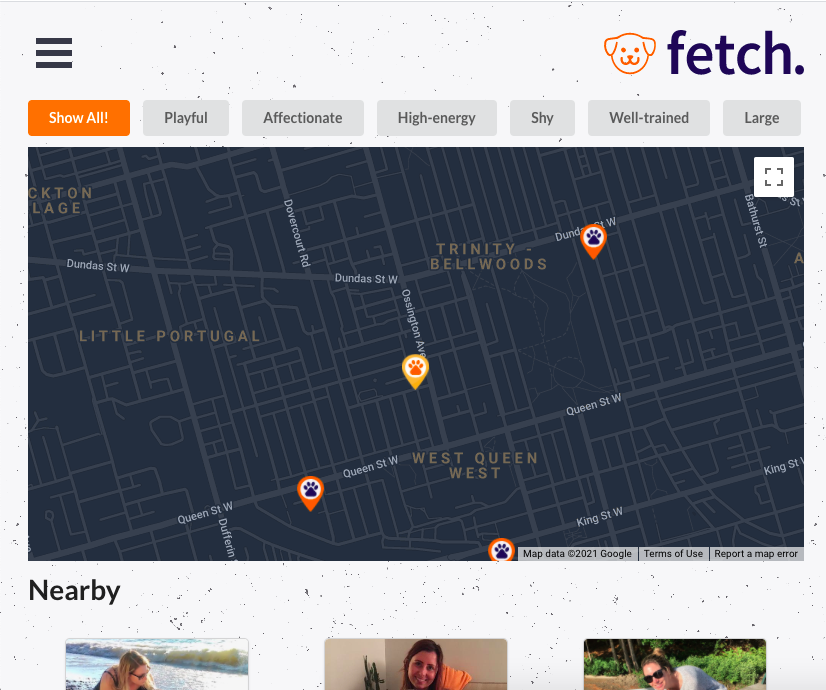 fetch.
Show All!
Playful
Affectionate
High-energy
Shy
Well-trained
Large
Dundas St W
Dovercourt Rd
Bathurst St
TRINITY -
BELLWOODS
Dundas St W
Dundas St W
Ossington Ave
LITTLE PORTUGAL
Queen St W
WEST QUEEN
WEST
Queen St W
King St W
Queen St W
King St W
Dufferin
Map data ©2021 Google
Terms of Use
Report a map error
Nearby